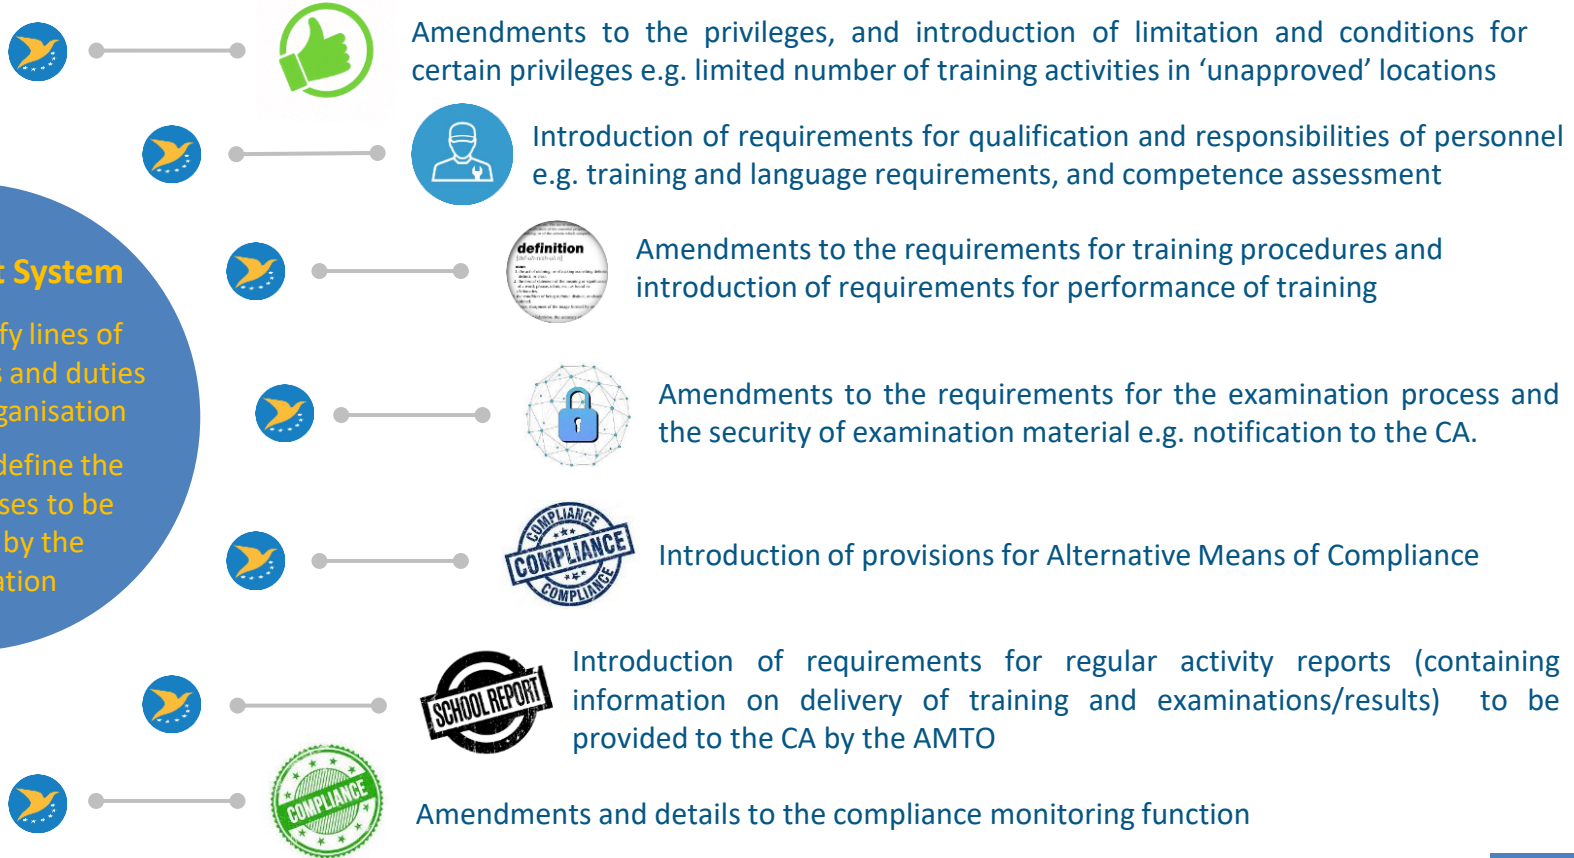 Amendments to the privileges, and introduction of limitation and conditions for
certain privileges e.g. limited number of training activities in ‘unapproved’ locations
Introduction of requirements for qualification and responsibilities of personnel
e.g. training and language requirements, and competence assessment
definition
Amendments to the requirements for training procedures and
introduction of requirements for performance of training
t System
fy lines of
s and duties
ganisation
define the
ses to be
by the
ation
Amendments to the requirements for the examination process and
the security of examination material e.g. notification to the CA.
COMPLIANCE
COMPLIANCE
COMPLIANCE
Introduction of provisions for Alternative Means of Compliance
SCHOOL REPORT
Introduction of requirements for regular activity reports (containing
information on delivery of training and examinations/results) to be
provided to the CA by the AMTO
COMPLIANCE
Amendments and details to the compliance monitoring function